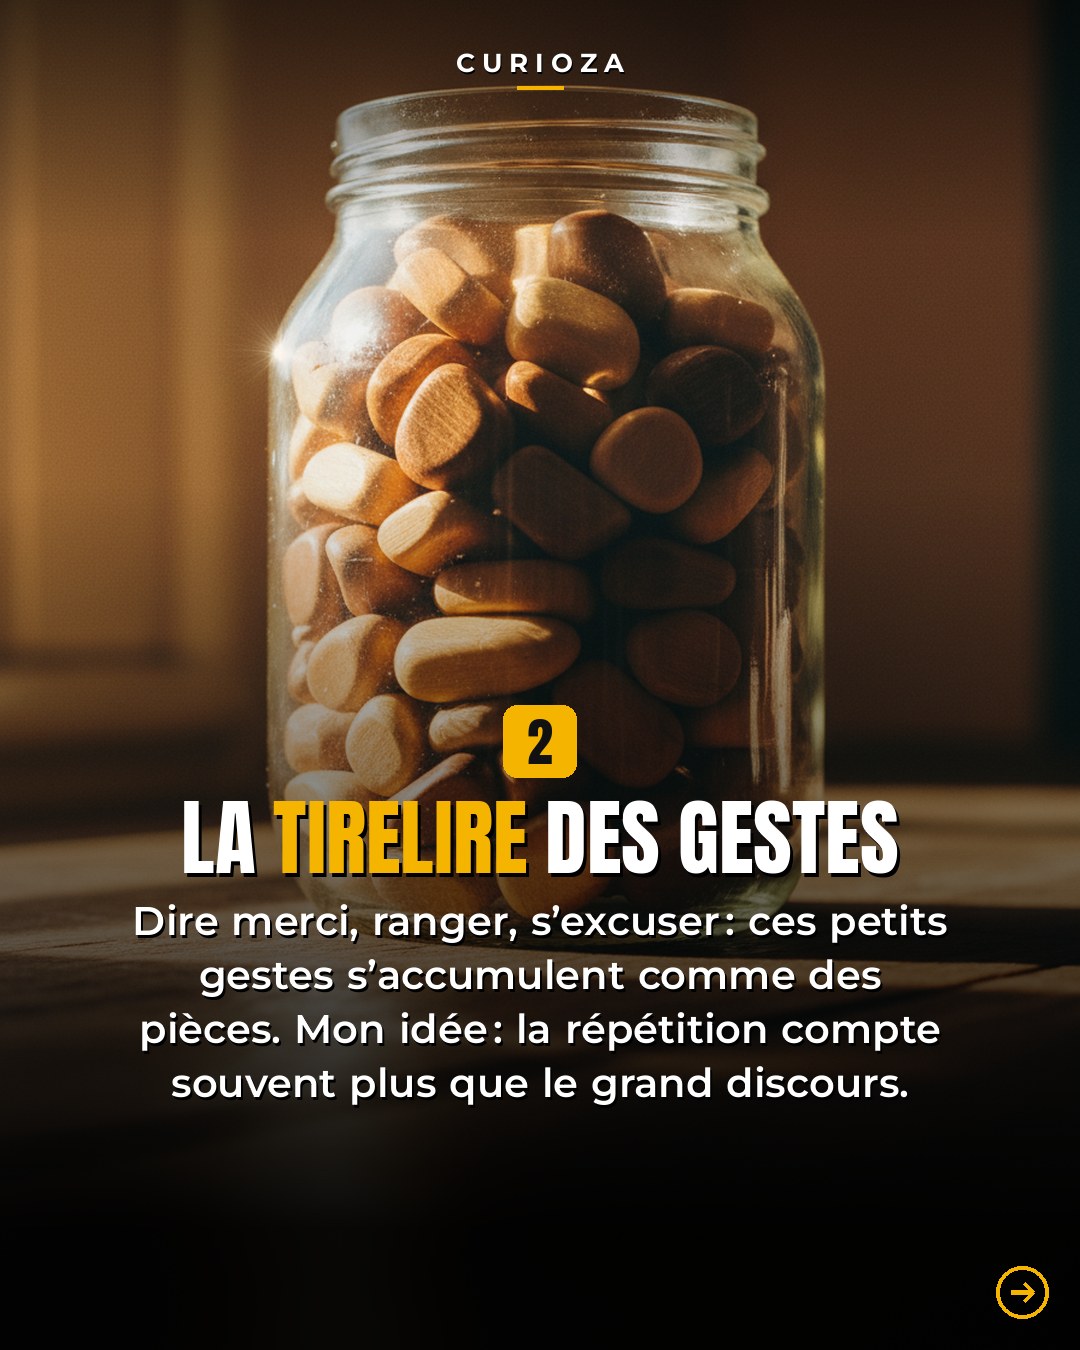 CURIOZA
2
LA TIRELIRE DES GESTES
Dire merci, ranger, s’excuser : ces petits
gestes s’accumulent comme des
pièces. Mon idée : la répétition compte
souvent plus que le grand discours.